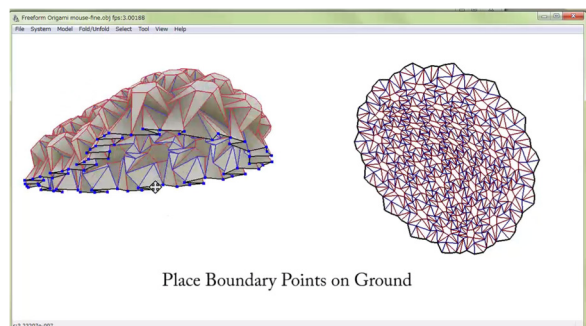 Freeform Origami mouse-fine.obj fps:3.00188
File System Model Fold/Unfold Select Tool View Help
Place Boundary Points on Ground